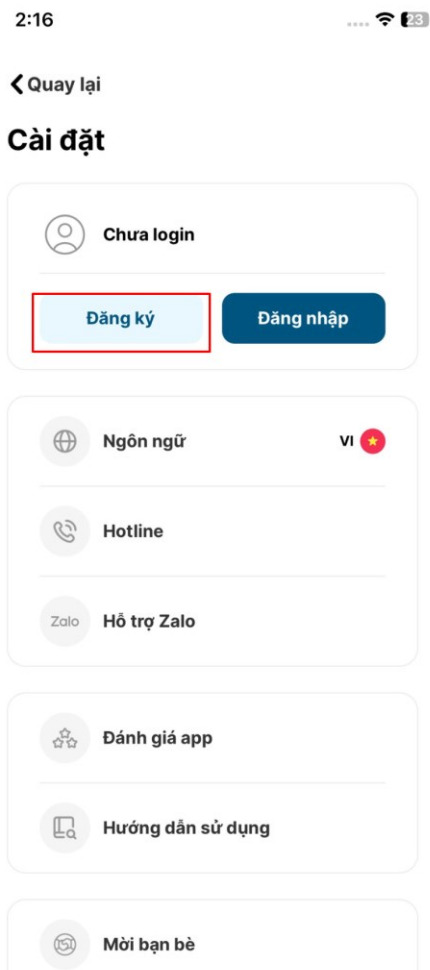 2:16
23
Quay lại
Cài đặt
Chưa login
Đăng ký
Đăng nhập
Ngôn ngữ
VI
Hotline
Zalo
Hỗ trợ Zalo
Đánh giá app
Hướng dẫn sử dụng
Mời bạn bè